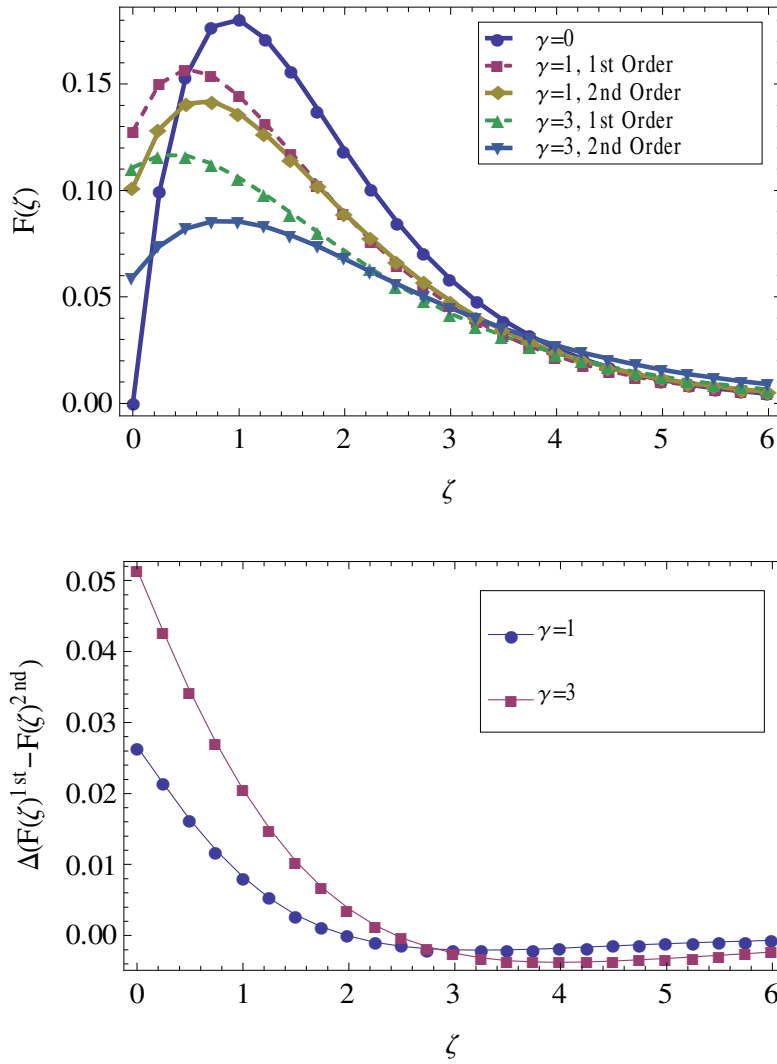 γ=0
γ=1, 1st Order
γ=1, 2nd Order
γ=3, 1st Order
γ=3, 2nd Order
F(ζ)
0.15
0.10
0.05
0.00
0 1 2 3 4 5 6
ζ
γ=1
γ=3
Δ(F(ζ)^1st−F(ζ)^2nd)
0.05
0.04
0.03
0.02
0.01
0.00
0 1 2 3 4 5 6
ζ